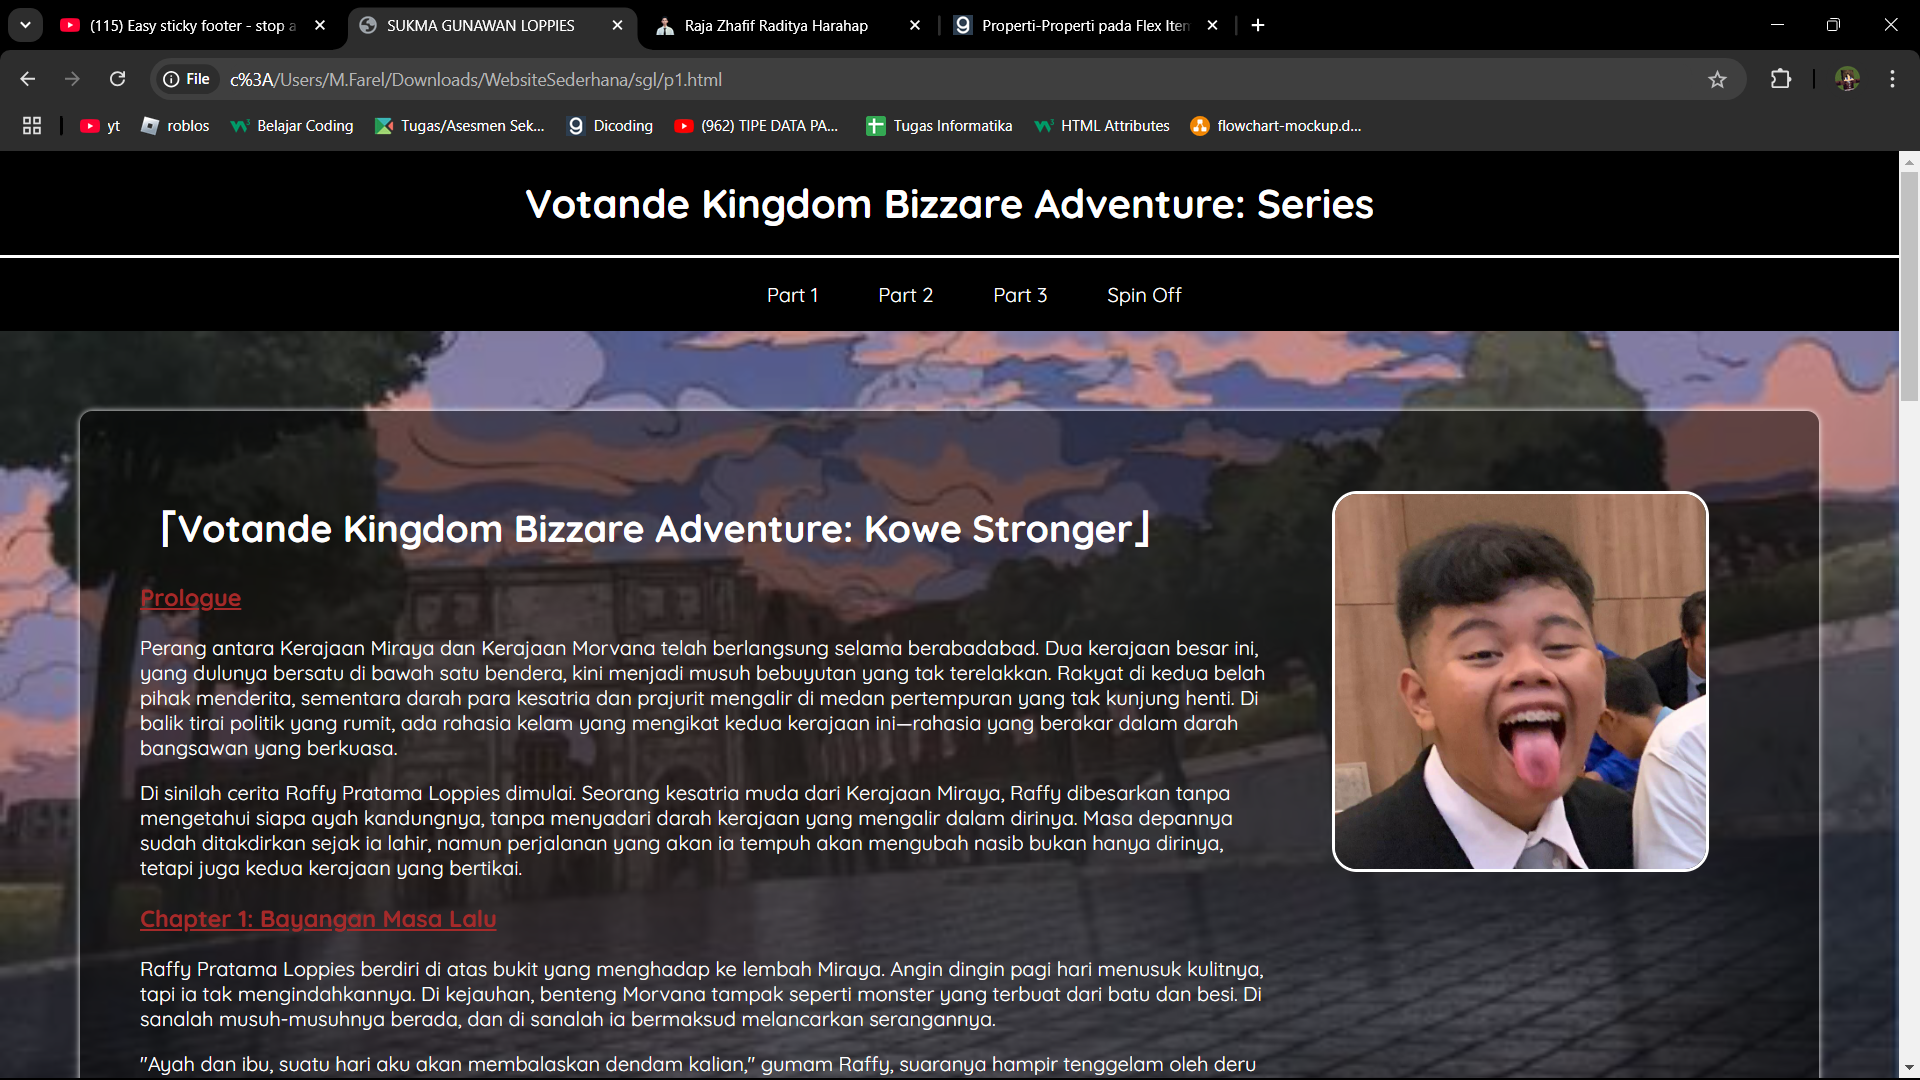 (115) Easy sticky footer - stop a
SUKMA GUNAWAN LOPPIES
Raja Zhafif Raditya Harahap
Properti-Properti pada Flex Iten
File
c%3A/Users/M.Farel/Downloads/WebsiteSederhana/sgl/p1.html
yt
roblos
Belajar Coding
Tugas/Asesmen Sek...
Dicoding
(962) TIPE DATA PA...
Tugas Informatika
HTML Attributes
flowchart-mockup.d...
Votande Kingdom Bizzare Adventure: Series
Part 1
Part 2
Part 3
Spin Off
「Votande Kingdom Bizzare Adventure: Kowe Stronger」
Prologue
Perang antara Kerajaan Miraya dan Kerajaan Morvana telah berlangsung selama berabadabad. Dua kerajaan besar ini,
yang dulunya bersatu di bawah satu bendera, kini menjadi musuh bebuyutan yang tak terelakkan. Rakyat di kedua belah
pihak menderita, sementara darah para kesatria dan prajurit mengalir di medan pertempuran yang tak kunjung henti. Di
balik tirai politik yang rumit, ada rahasia kelam yang mengikat kedua kerajaan ini—rahasia yang berakar dalam darah
bangsawan yang berkuasa.
Di sinilah cerita Raffy Pratama Loppies dimulai. Seorang kesatria muda dari Kerajaan Miraya, Raffy dibesarkan tanpa
mengetahui siapa ayah kandungnya, tanpa menyadari darah kerajaan yang mengalir dalam dirinya. Masa depannya
sudah ditakdirkan sejak ia lahir, namun perjalanan yang akan ia tempuh akan mengubah nasib bukan hanya dirinya,
tetapi juga kedua kerajaan yang bertikai.
Chapter 1: Bayangan Masa Lalu
Raffy Pratama Loppies berdiri di atas bukit yang menghadap ke lembah Miraya. Angin dingin pagi hari menusuk kulitnya,
tapi ia tak mengindahkannya. Di kejauhan, benteng Morvana tampak seperti monster yang terbuat dari batu dan besi. Di
sanalah musuh-musuhnya berada, dan di sanalah ia bermaksud melancarkan serangannya.
"Ayah dan ibu, suatu hari aku akan membalaskan dendam kalian," gumam Raffy, suaranya hampir tenggelam oleh deru